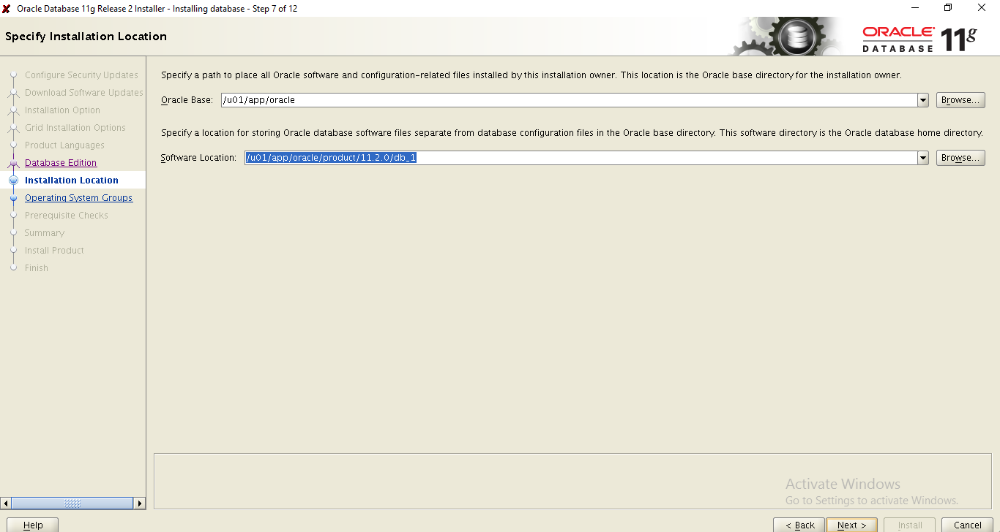 Oracle Database 11g Release 2 Installer - Installing database - Step 7 of 12
Specify Installation Location
ORACLE
DATABASE 11g
Configure Security Updates
Download Software Updates
Installation Option
Grid Installation Options
Product Languages
Database Edition
Installation Location
Operating System Groups
Prerequisite Checks
Summary
Install Product
Finish
Specify a path to place all Oracle software and configuration-related files installed by this installation owner. This location is the Oracle base directory for the installation owner.
Oracle Base: /u01/app/oracle Browse...
Specify a location for storing Oracle database software files separate from database configuration files in the Oracle base directory. This software directory is the Oracle database home directory.
Software Location: /u01/app/oracle/product/11.2.0/db_1 Browse...
Activate Windows
Go to Settings to activate Windows.
Help < Back Next > Install Cancel